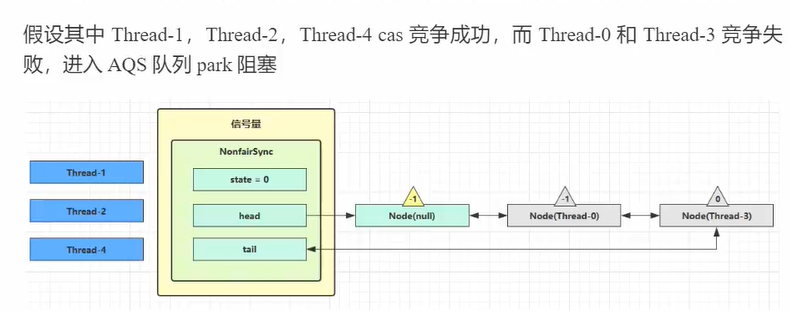 假设其中 Thread-1，Thread-2，Thread-4 cas 竞争成功，而 Thread-0 和 Thread-3 竞争失
败，进入 AQS 队列 park 阻塞
信号量
NonfairSync
Thread-1
state = 0
-1
-1
0
Thread-2
head
Node(null)
Node(Thread-0)
Node(Thread-3)
Thread-4
tail